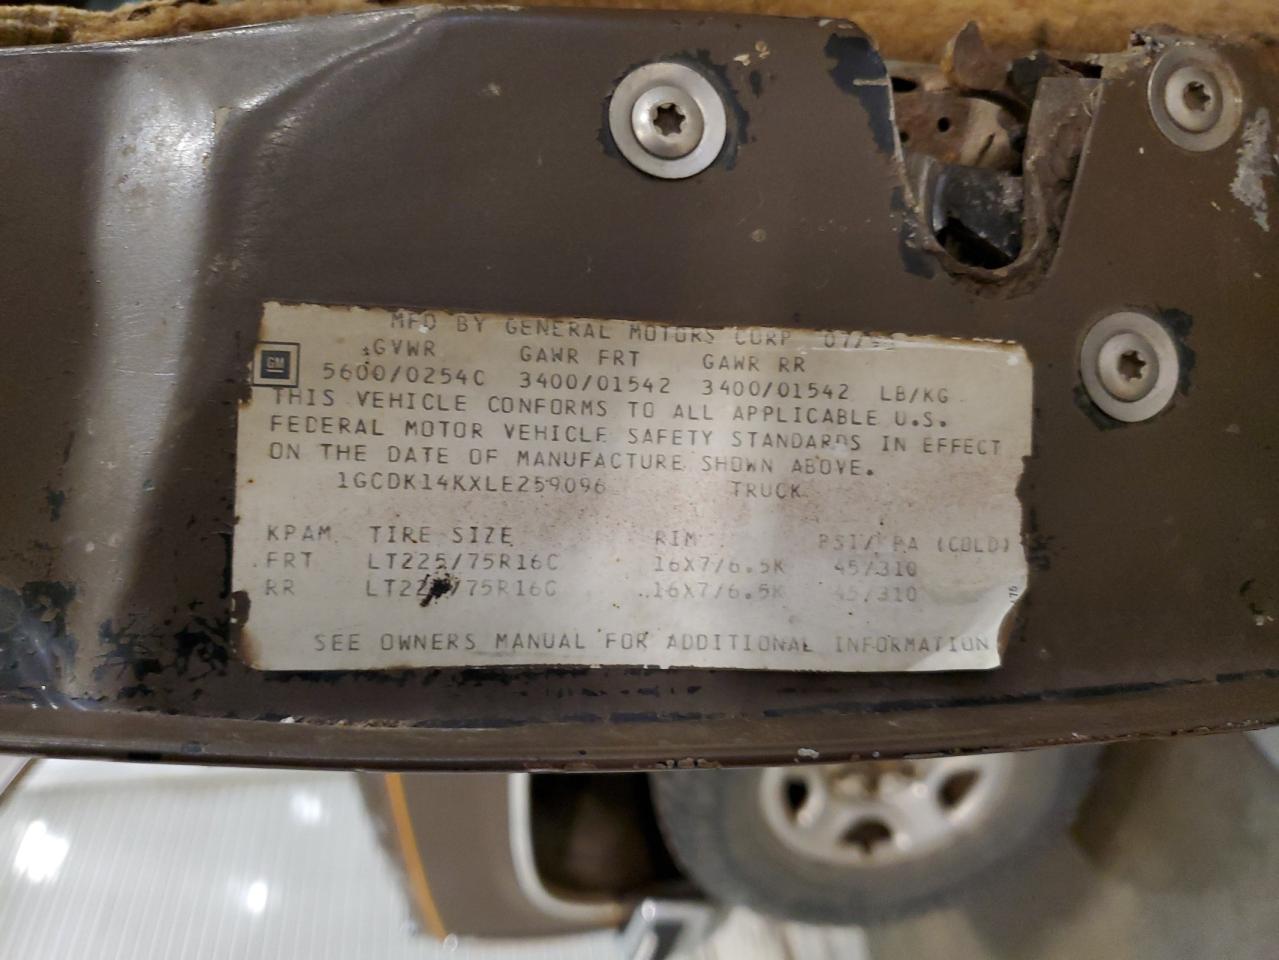 MFD BY GENERAL MOTORS CORP
GVWR GAWR FRT GAWR RR
GM
5600/0254C 3400/01542 3400/01542 LB/KG
THIS VEHICLE CONFORMS TO ALL APPLICABLE U.S.
FEDERAL MOTOR VEHICLE SAFETY STANDARDS IN EFFECT
ON THE DATE OF MANUFACTURE SHOWN ABOVE.
1GCDK14KXLE259096 TRUCK
KPAM TIRE SIZE RIM PSI/KPA (COLD)
FRT LT225/75R16C 16X7/6.5K 45/310
RR 16X7/6.5K 45/310
SEE OWNERS MANUAL FOR ADDITIONAL INFORMATION